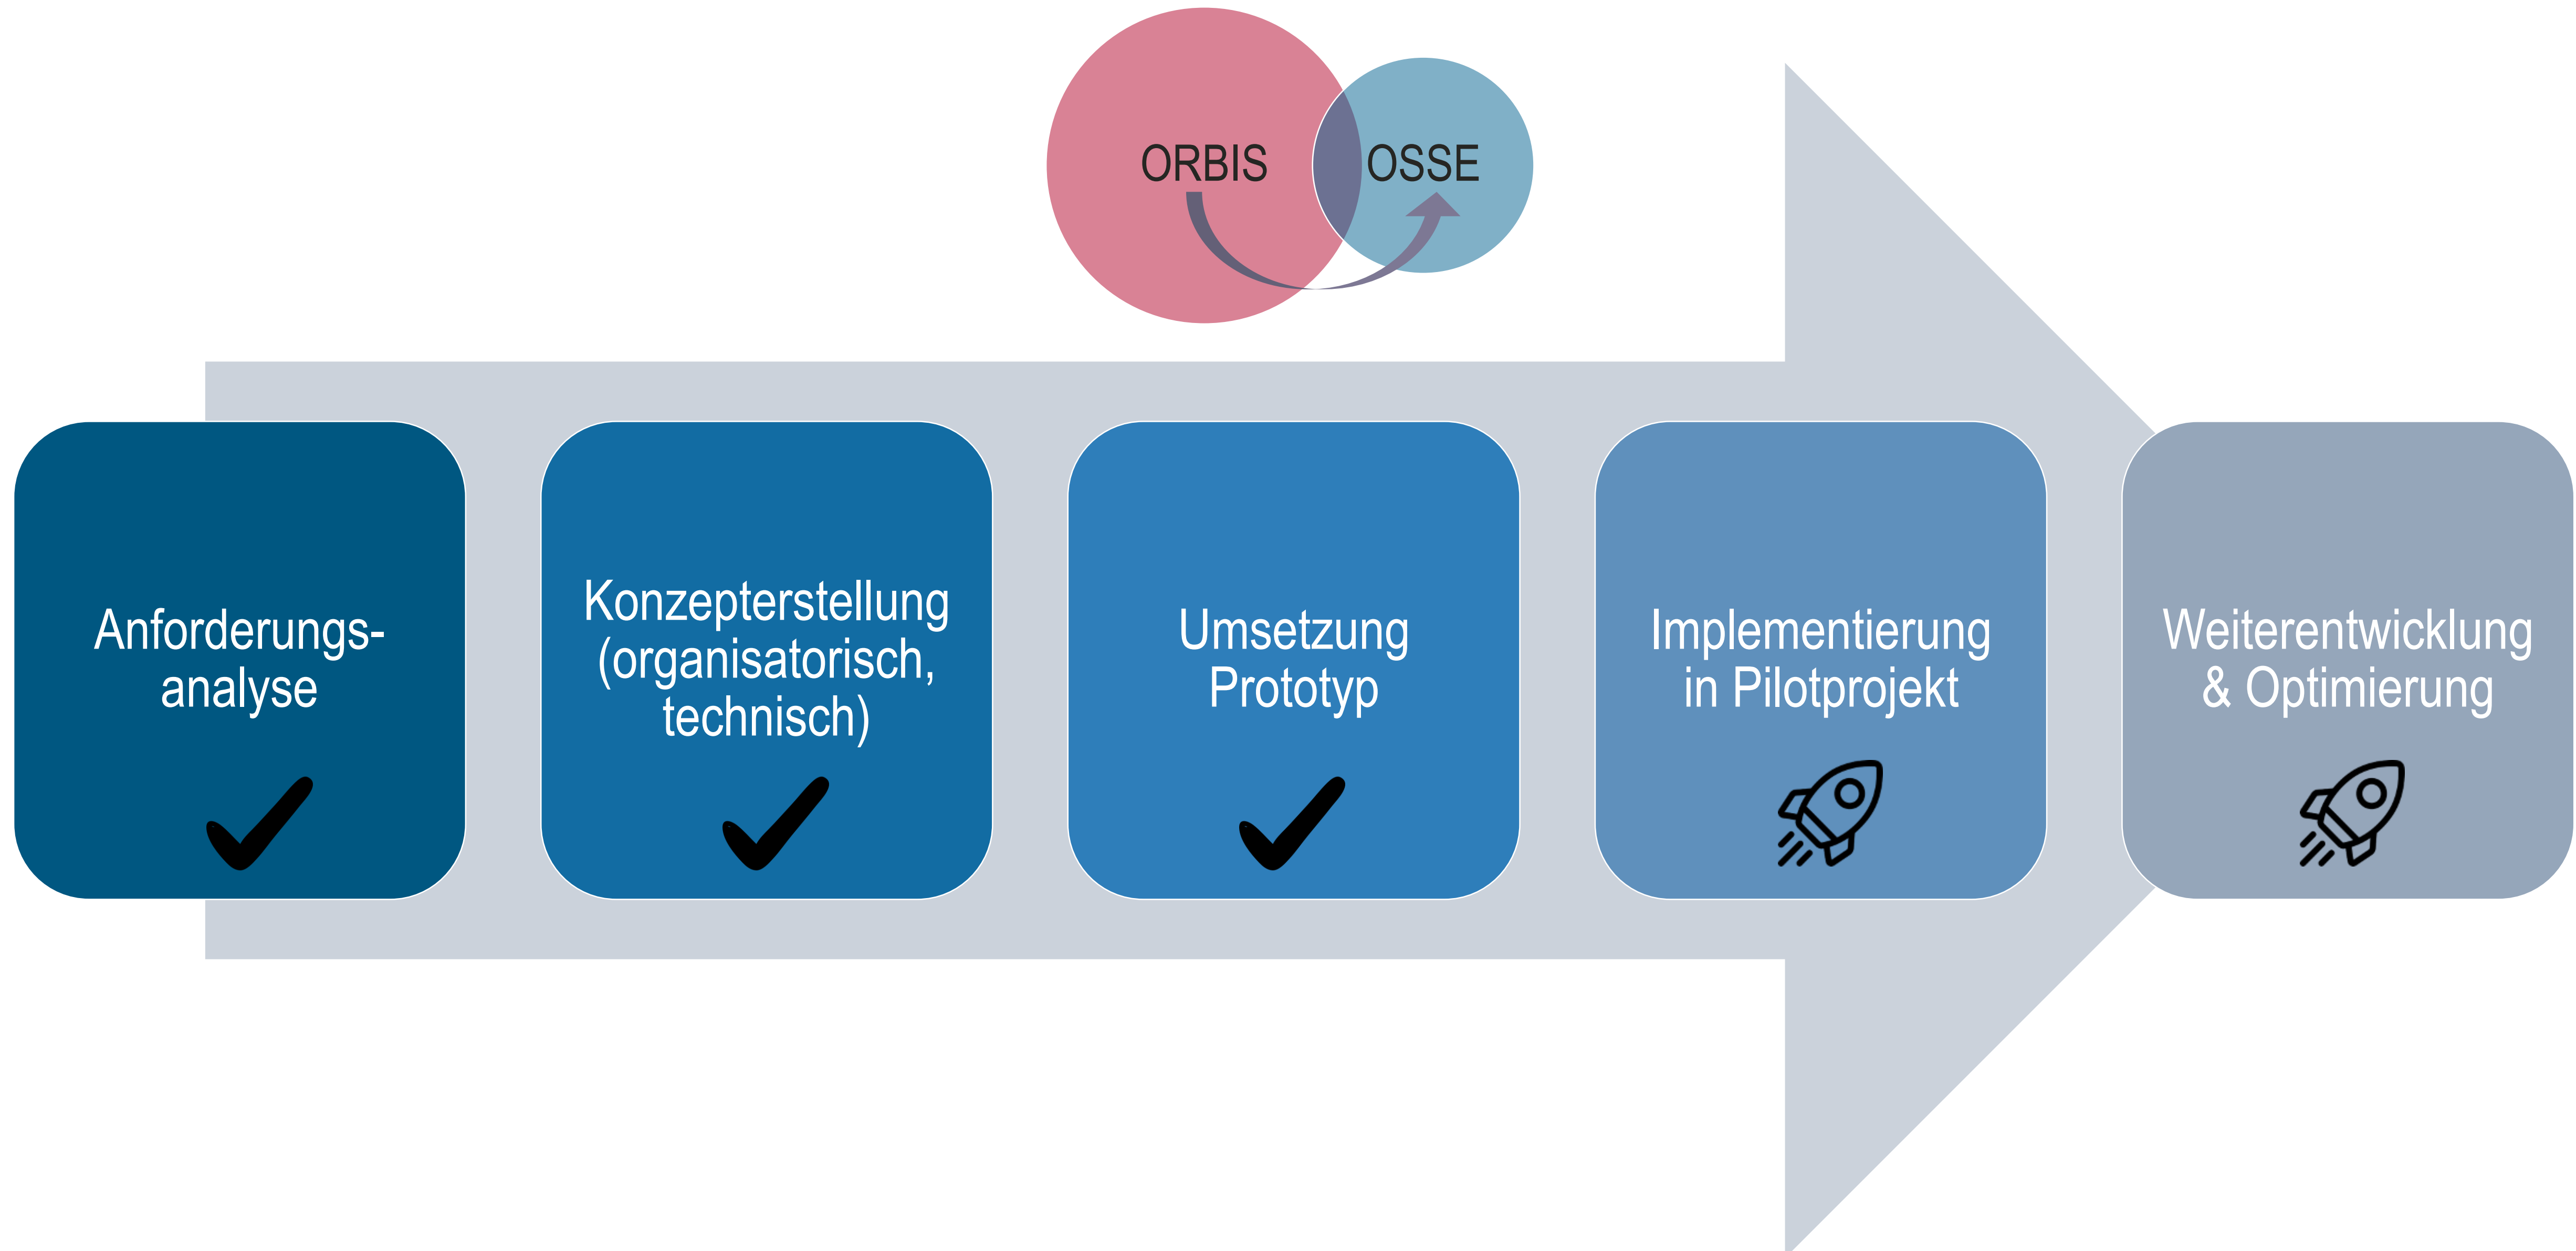 ORBIS
OSSE
Anforderungs-
analyse
Konzepterstellung
(organisatorisch,
technisch)
Umsetzung
Prototyp
Implementierung
in Pilotprojekt
Weiterentwicklung
& Optimierung